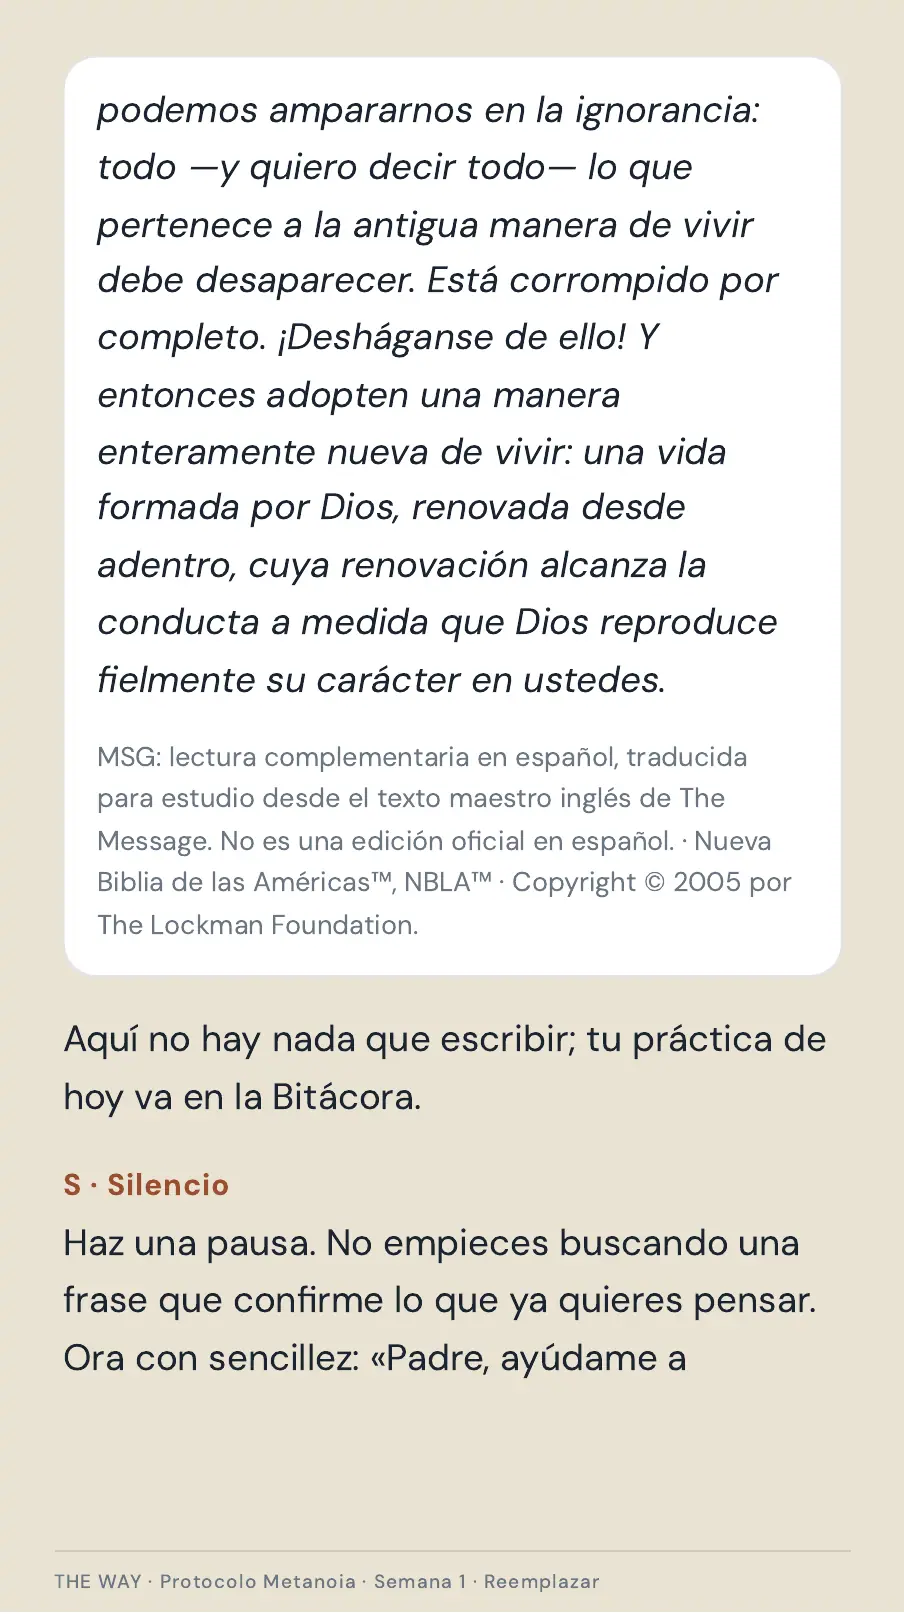 podemos ampararnos en la ignorancia:
todo —y quiero decir todo— lo que
pertenece a la antigua manera de vivir
debe desaparecer. Está corrompido por
completo. ¡Desháganse de ello! Y
entonces adopten una manera
enteramente nueva de vivir: una vida
formada por Dios, renovada desde
adentro, cuya renovación alcanza la
conducta a medida que Dios reproduce
fielmente su carácter en ustedes.
MSG: lectura complementaria en español, traducida
para estudio desde el texto maestro inglés de The
Message. No es una edición oficial en español. · Nueva
Biblia de las Américas™, NBLA™ · Copyright © 2005 por
The Lockman Foundation.
Aquí no hay nada que escribir; tu práctica de
hoy va en la Bitácora.
S · Silencio
Haz una pausa. No empieces buscando una
frase que confirme lo que ya quieres pensar.
Ora con sencillez: «Padre, ayúdame a
THE WAY · Protocolo Metanoia · Semana 1 · Reemplazar